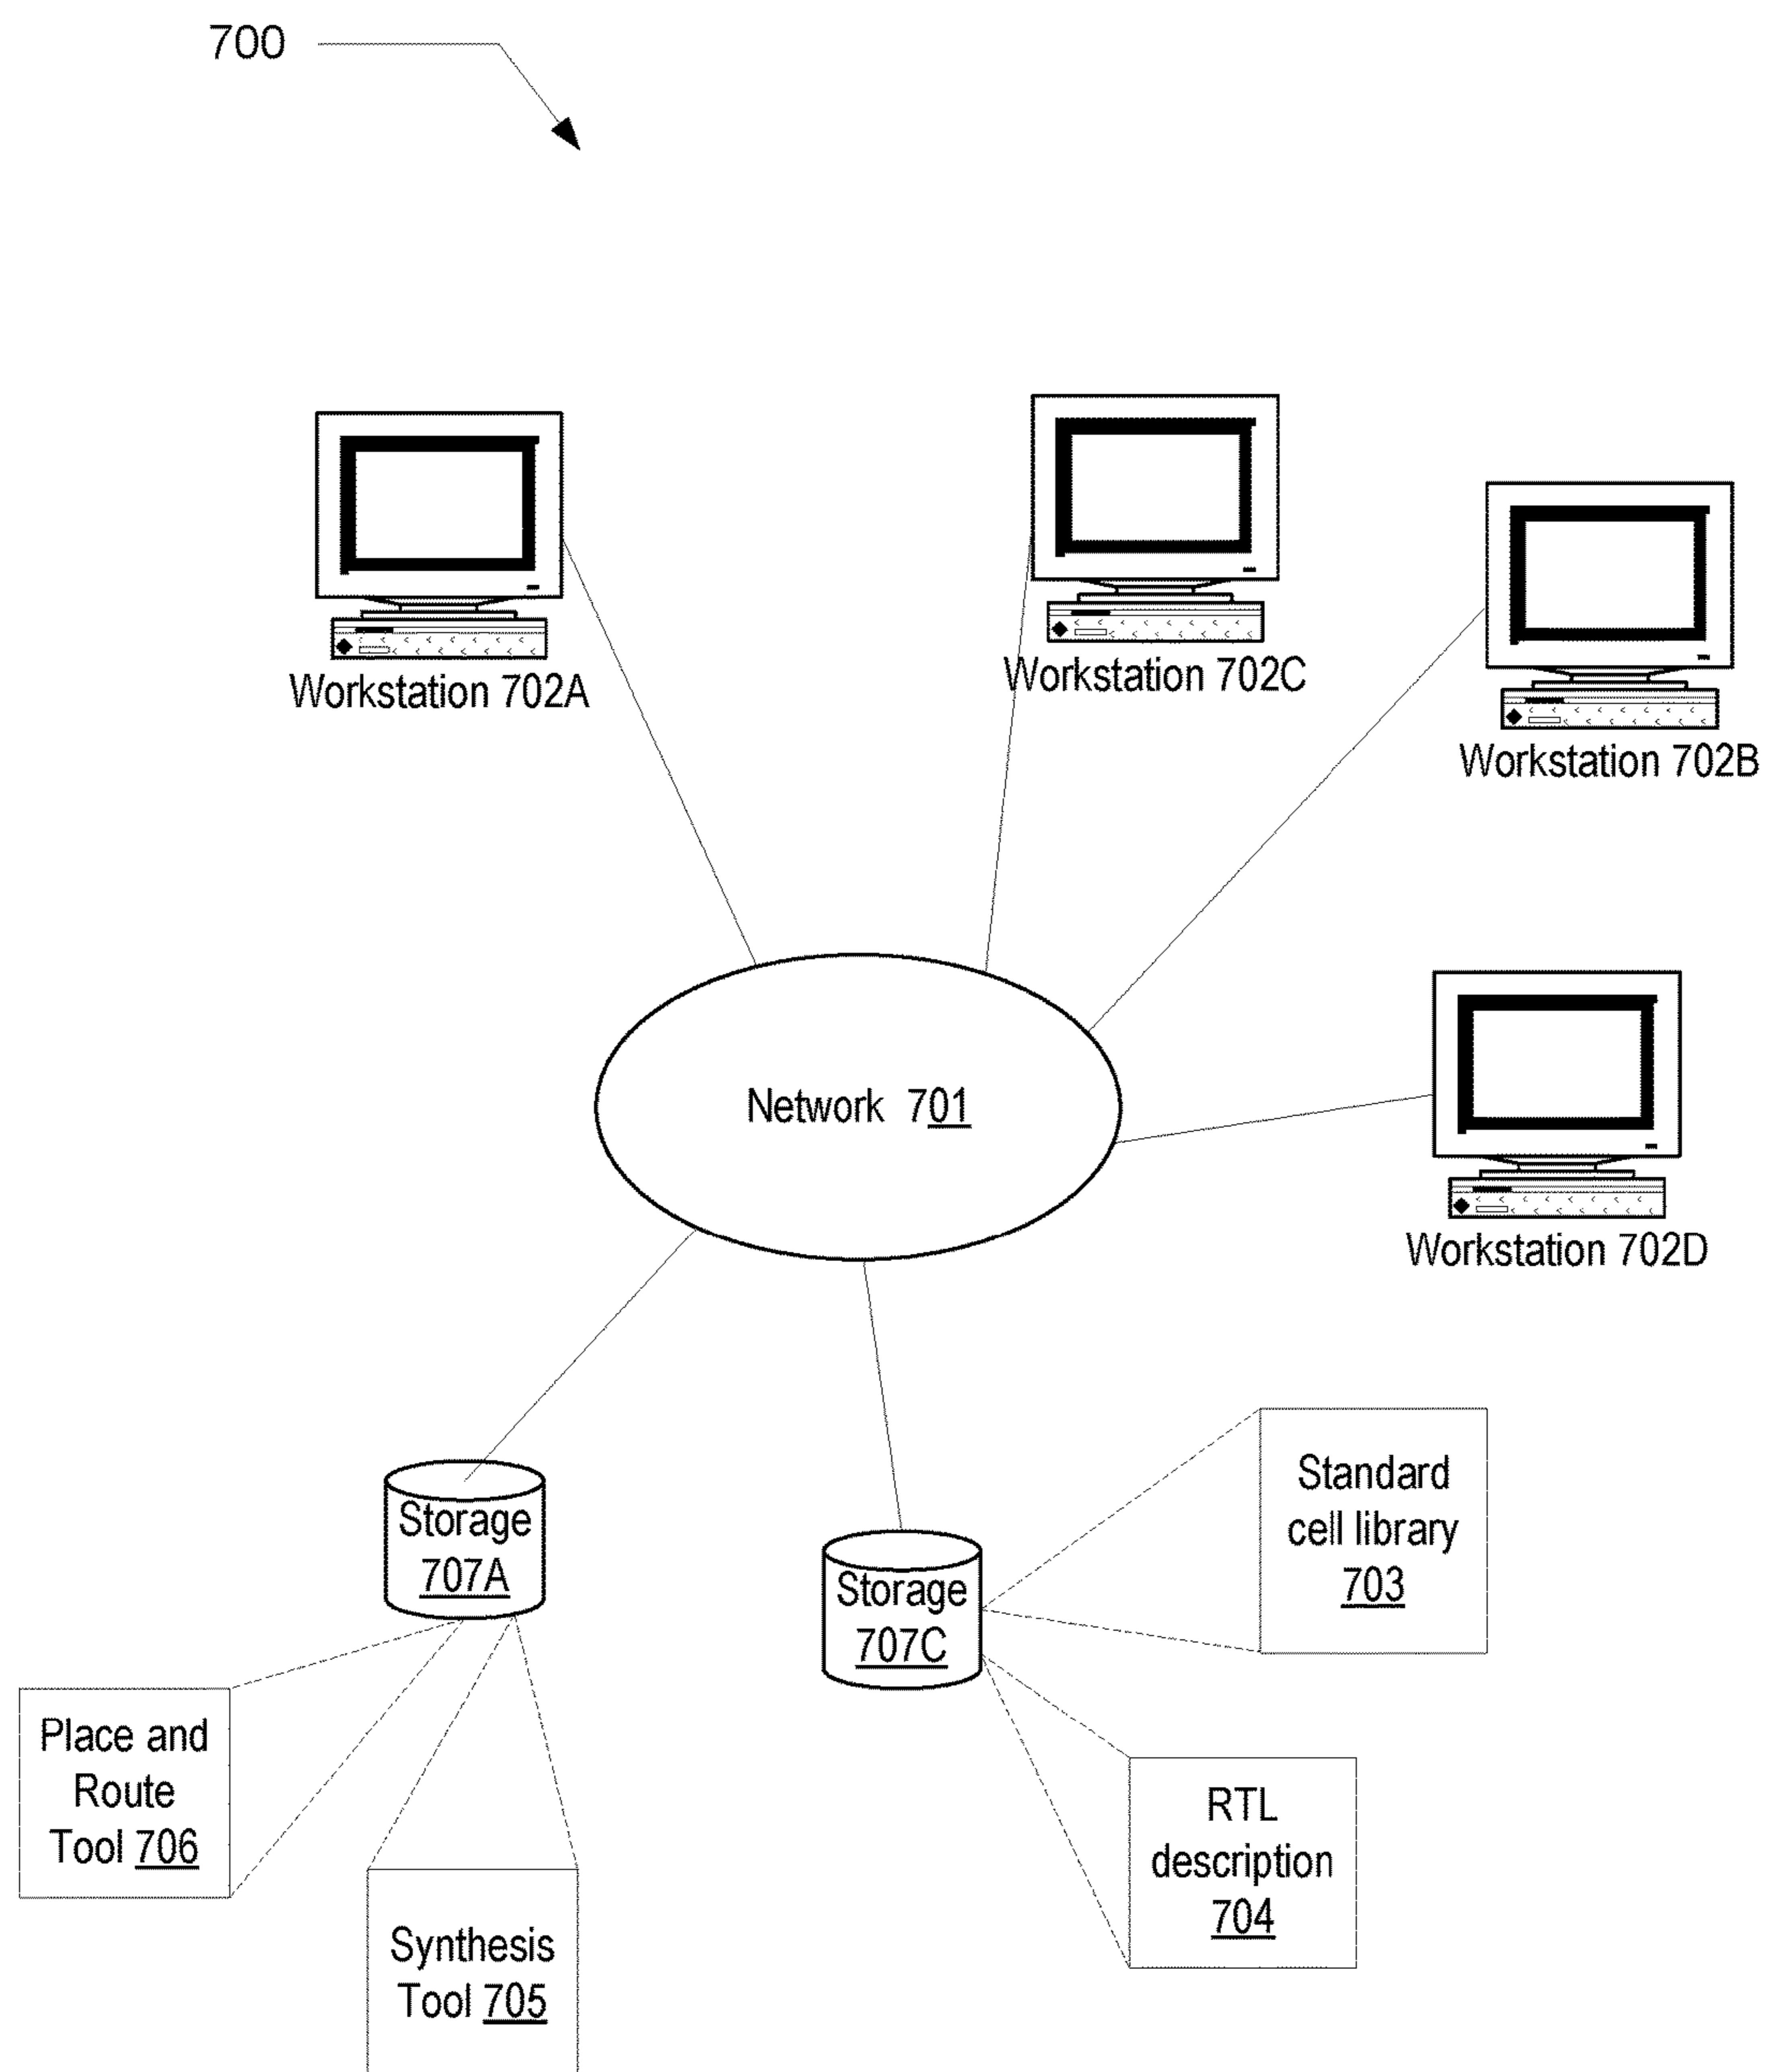 700
Workstation 702A
Workstation 702C
Workstation 702B
Network 701
Workstation 702D
Storage
707A
Storage
707C
Standard
cell library
703
Place and
Route
Tool 706
RTL
description
704
Synthesis
Tool 705